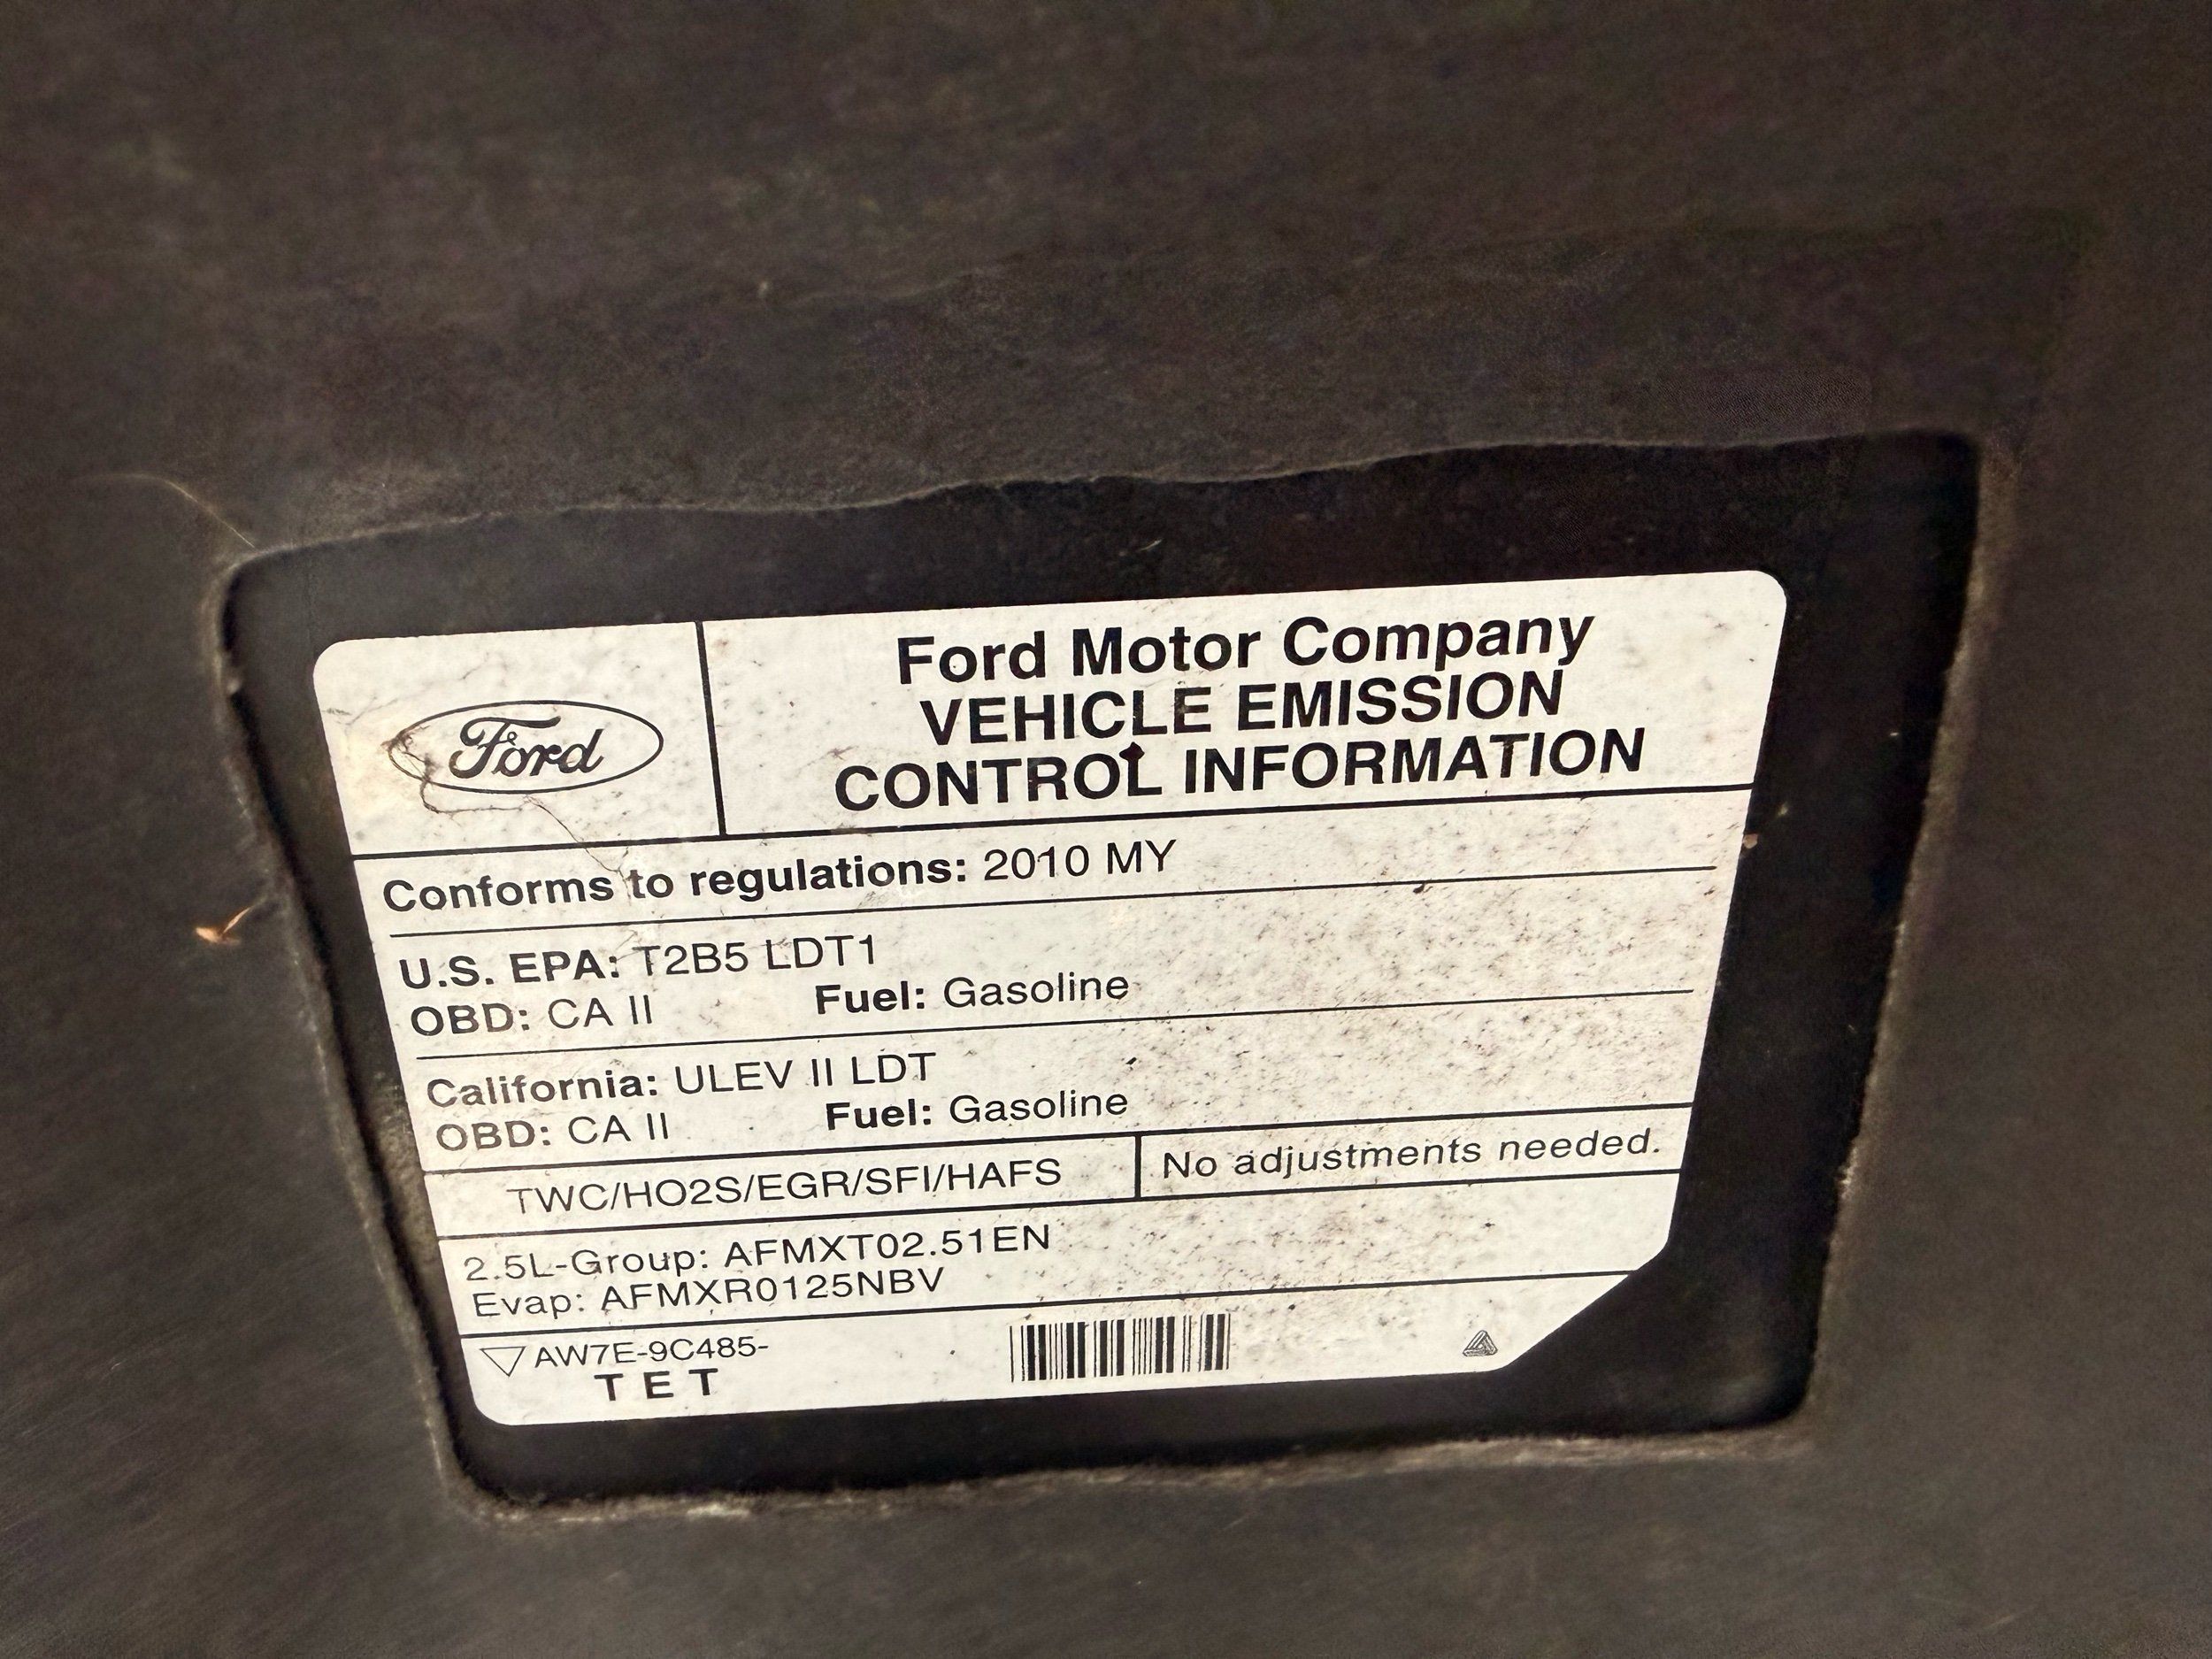 Ford
Ford Motor Company
VEHICLE EMISSION
CONTROL INFORMATION
Conforms to regulations: 2010 MY
U.S. EPA: T2B5 LDT1
OBD: CA II Fuel: Gasoline
California: ULEV II LDT
OBD: CA II Fuel: Gasoline
TWC/HO2S/EGR/SFI/HAFS
No adjustments needed.
2.5L-Group: AFMXT02.51EN
Evap: AFMXR0125NBV
AW7E-9C485-
T E T